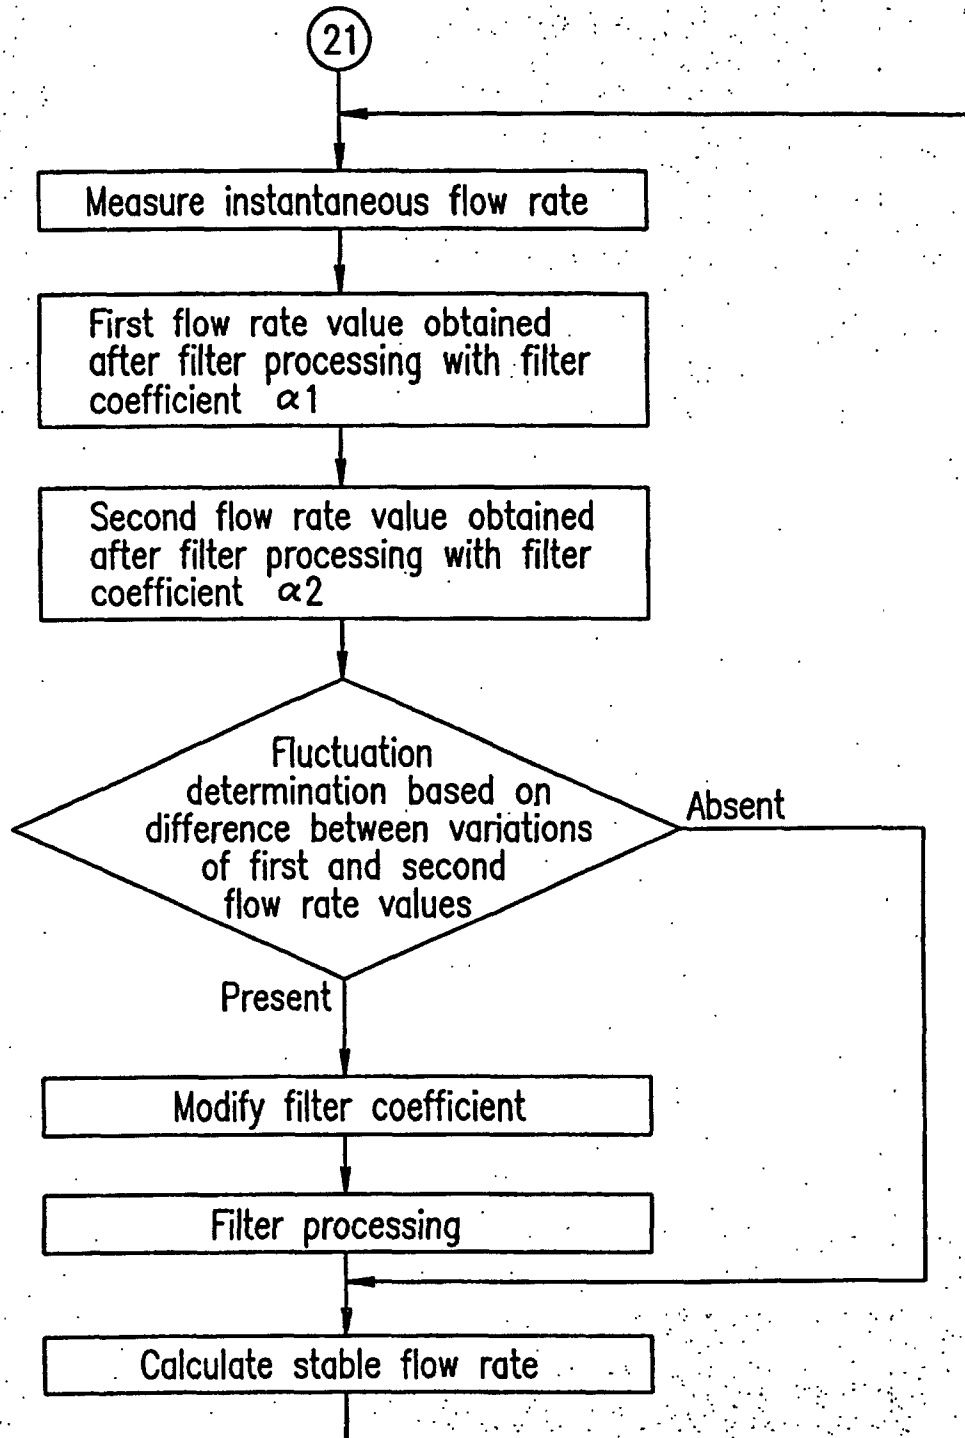 21
Measure instantaneous flow rate
First flow rate value obtained
after filter processing with filter
coefficient α1
Second flow rate value obtained
after filter processing with filter
coefficient α2
Fluctuation
determination based on
difference between variations
of first and second
flow rate values
Absent
Present
Modify filter coefficient
Filter processing
Calculate stable flow rate